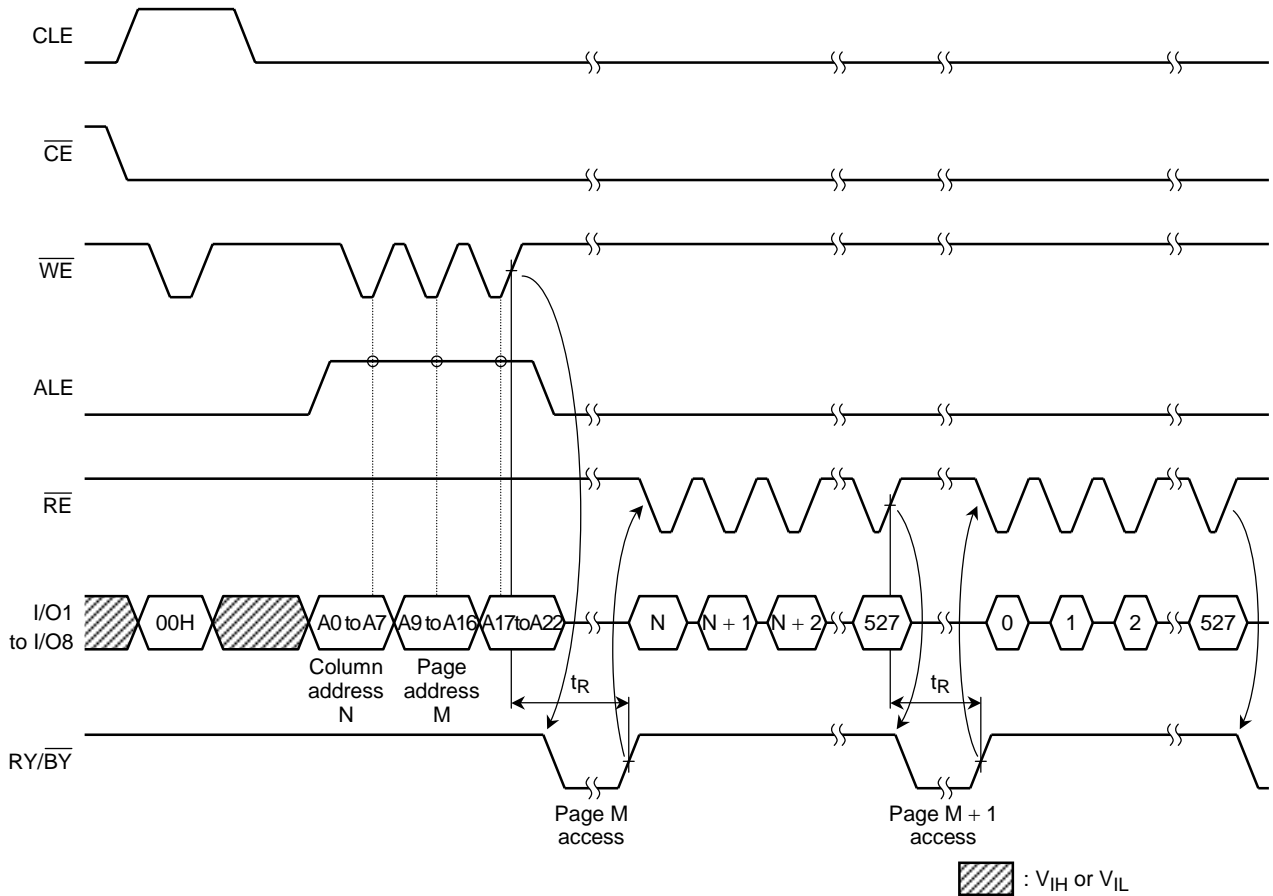 CLE
CE
WE
ALE
RE
I/O1
to I/O8
00H
A0 to A7
A9 to A16
A17 to A22
N
N + 1
N + 2
527
0
1
2
527
Column
address
N
Page
address
M
tR
tR
RY/BY
Page M
access
Page M + 1
access
: VIH or VIL